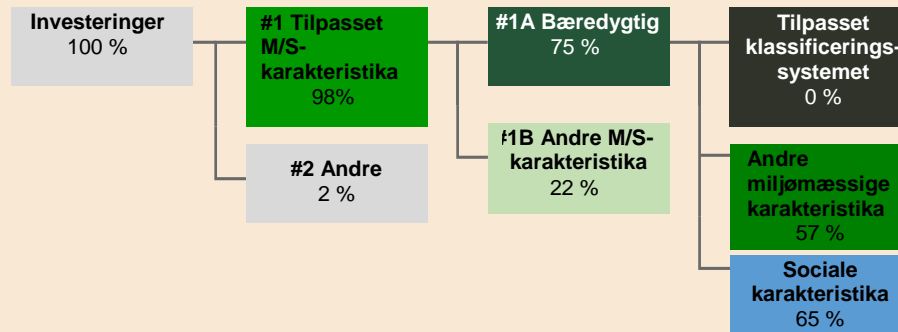 Investeringer
100 %
#1 Tilpasset
M/S-
karakteristika
98%
#2 Andre
2 %
#1A Bæredygtig
75 %
#1B Andre M/S-
karakteristika
22 %
Tilpasset
klassificerings-
systemet
0 %
Andre
miljømæssige
karakteristika
57 %
Sociale
karakteristika
65 %